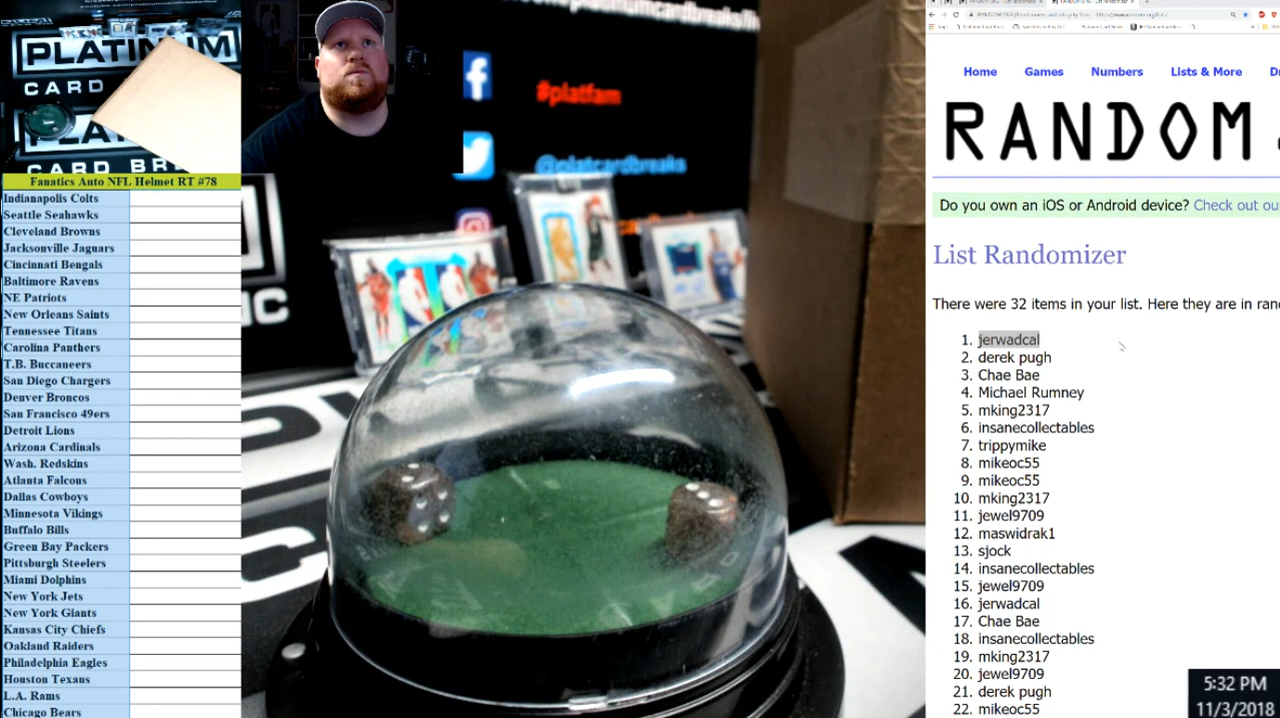 PLATINUM
CARD
CARD BR
Fanatics Auto NFL Helmet RT #78
Indianapolis Colts
Seattle Seahawks
Cleveland Browns
Jacksonville Jaguars
Cincinnati Bengals
Baltimore Ravens
NE Patriots
New Orleans Saints
Tennessee Titans
Carolina Panthers
T.B. Buccaneers
San Diego Chargers
Denver Broncos
San Francisco 49ers
Detroit Lions
Arizona Cardinals
Wash. Redskins
Atlanta Falcons
Dallas Cowboys
Minnesota Vikings
Buffalo Bills
Green Bay Packers
Pittsburgh Steelers
Miami Dolphins
New York Jets
New York Giants
Kansas City Chiefs
Oakland Raiders
Philadelphia Eagles
Houston Texans
L.A. Rams
Chicago Bears
#platfam
@platcardbreaks
Home Games Numbers Lists & More
RANDOM
Do you own an iOS or Android device? Check out ou
List Randomizer
There were 32 items in your list. Here they are in ran
1. jerwadcal
2. derek pugh
3. Chae Bae
4. Michael Rumney
5. mking2317
6. insanecollectables
7. trippymike
8. mikeoc55
9. mikeoc55
10. mking2317
11. jewel9709
12. maswidrak1
13. sjock
14. insanecollectables
15. jewel9709
16. jerwadcal
17. Chae Bae
18. insanecollectables
19. mking2317
20. jewel9709
21. derek pugh
22. mikeoc55
5:32 PM
11/3/2018